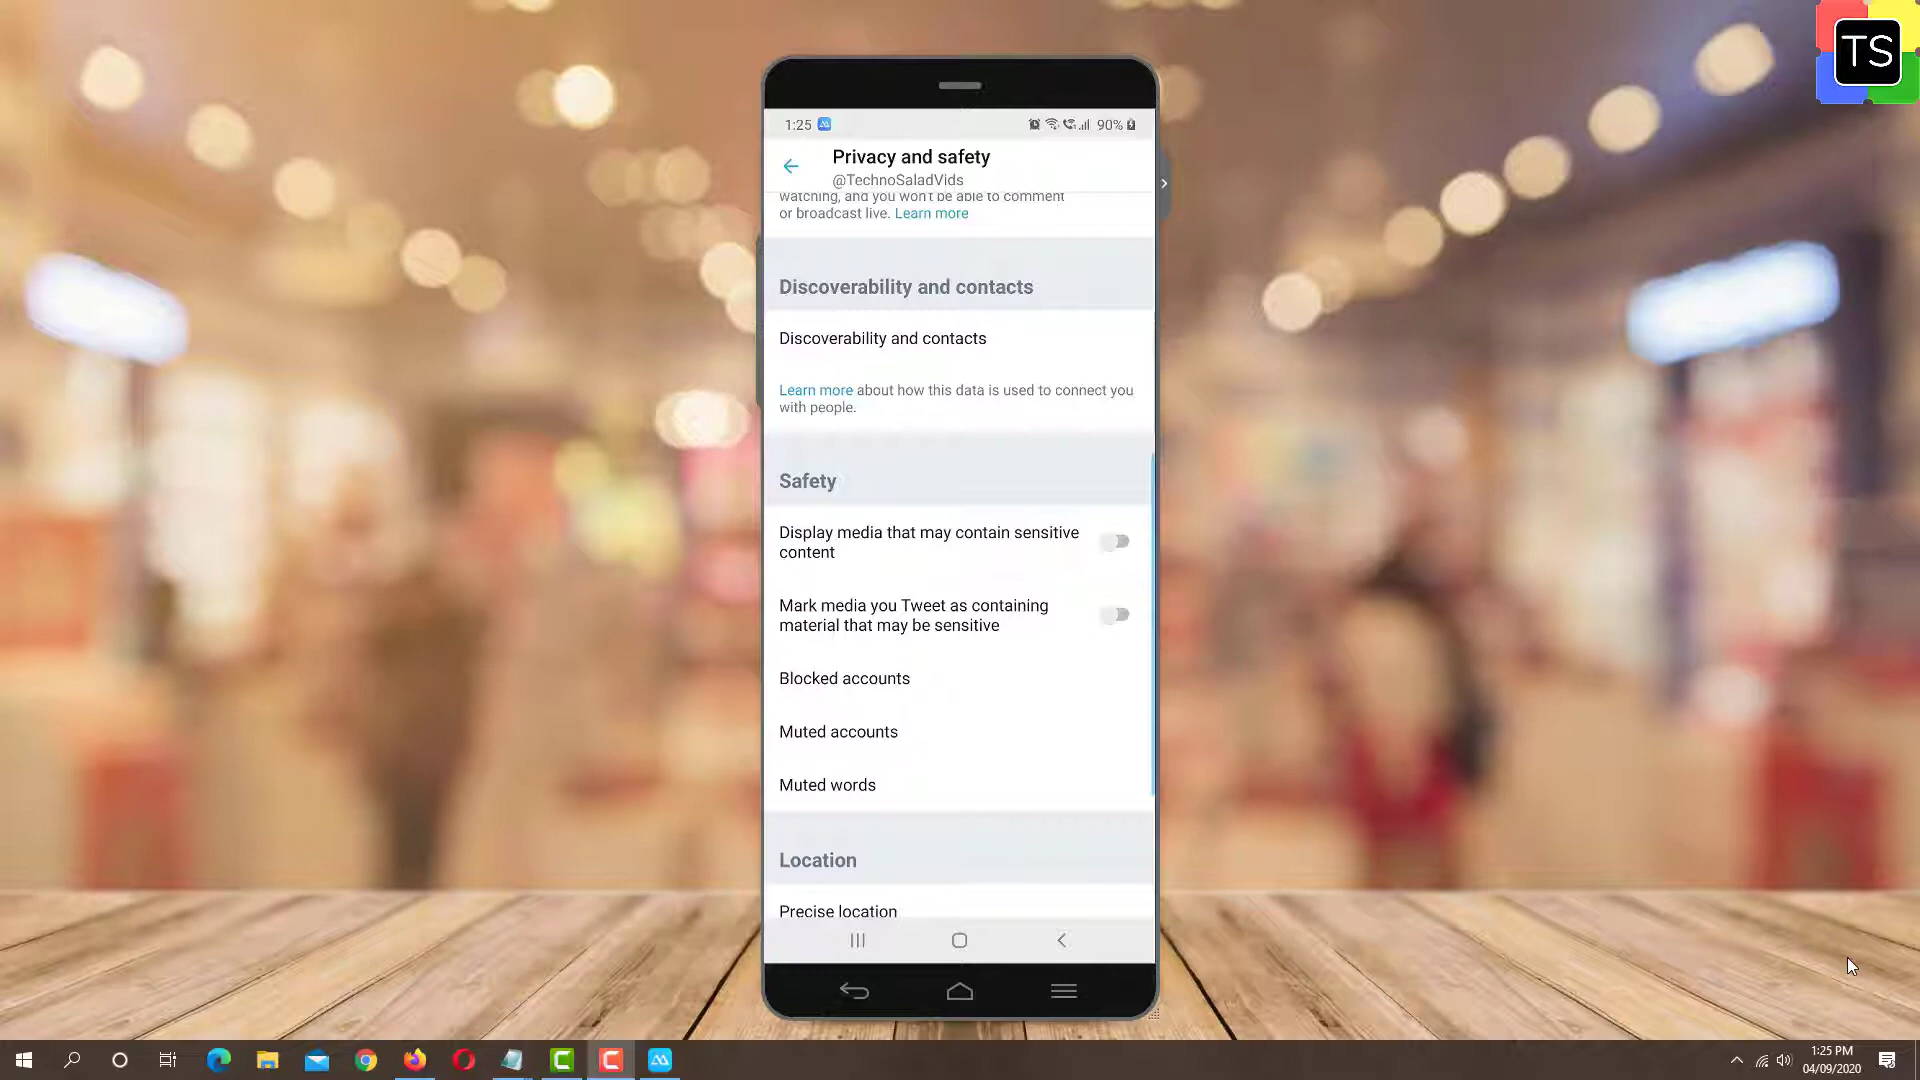 TS
1:25
90%
Privacy and safety
@TechnoSaladVids
watching, and you won't be able to comment
or broadcast live. Learn more
Discoverability and contacts
Discoverability and contacts
Learn more about how this data is used to connect you
with people.
Safety
Display media that may contain sensitive
content
Mark media you Tweet as containing
material that may be sensitive
Blocked accounts
Muted accounts
Muted words
Location
Precise location
1:25 PM
04/09/2020